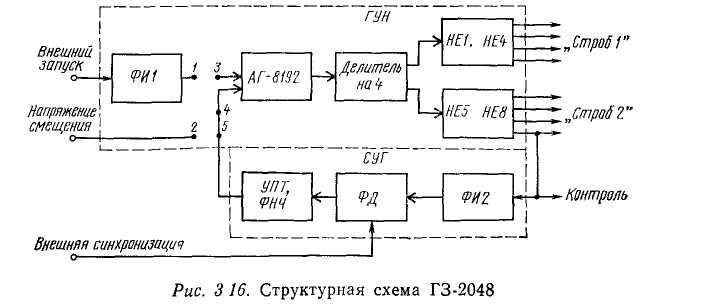 ГУН
Внешний
запуск
ФИ1
1
3
АГ-8192
Делитель
на 4
НЕ1. НЕ4
„Строб 1"
Напряжение
смещения
2
4
5
НЕ5 НЕ8
„Строб 2"
СУГ
УПТ,
ФНЧ
ФД
ФИ2
Контроль
Внешняя синхронизация
Рис. 3 16. Структурная схема ГЗ-2048